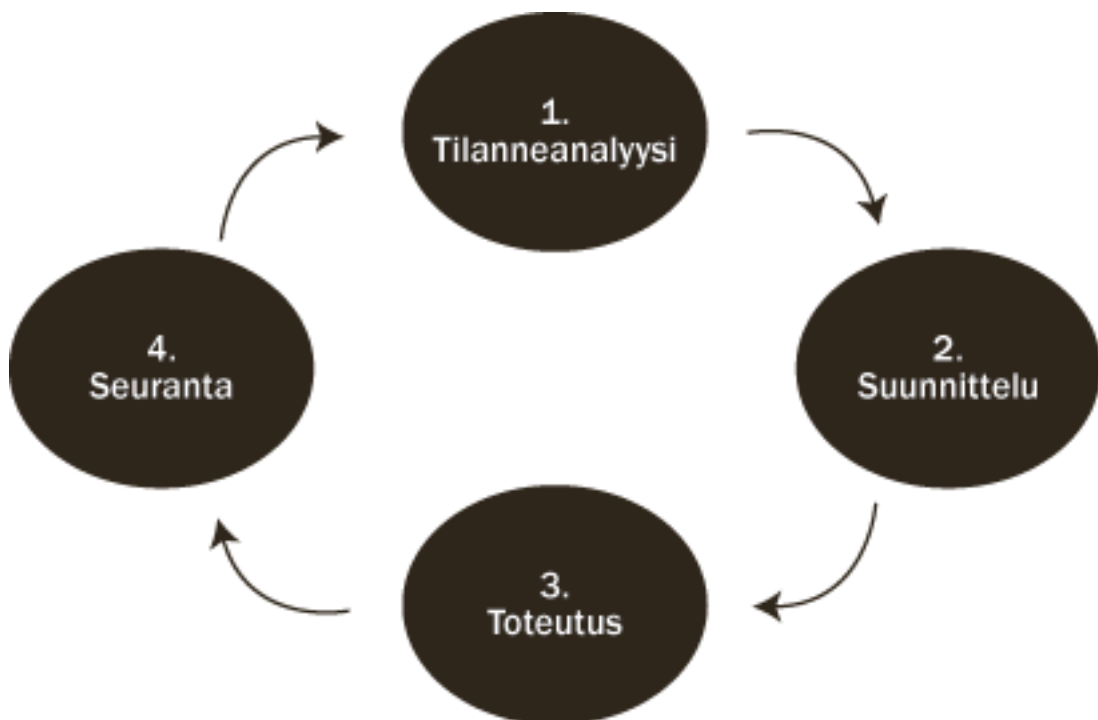 1.
Tilanneanalyysi
2.
Suunnittelu
3.
Toteutus
4.
Seuranta